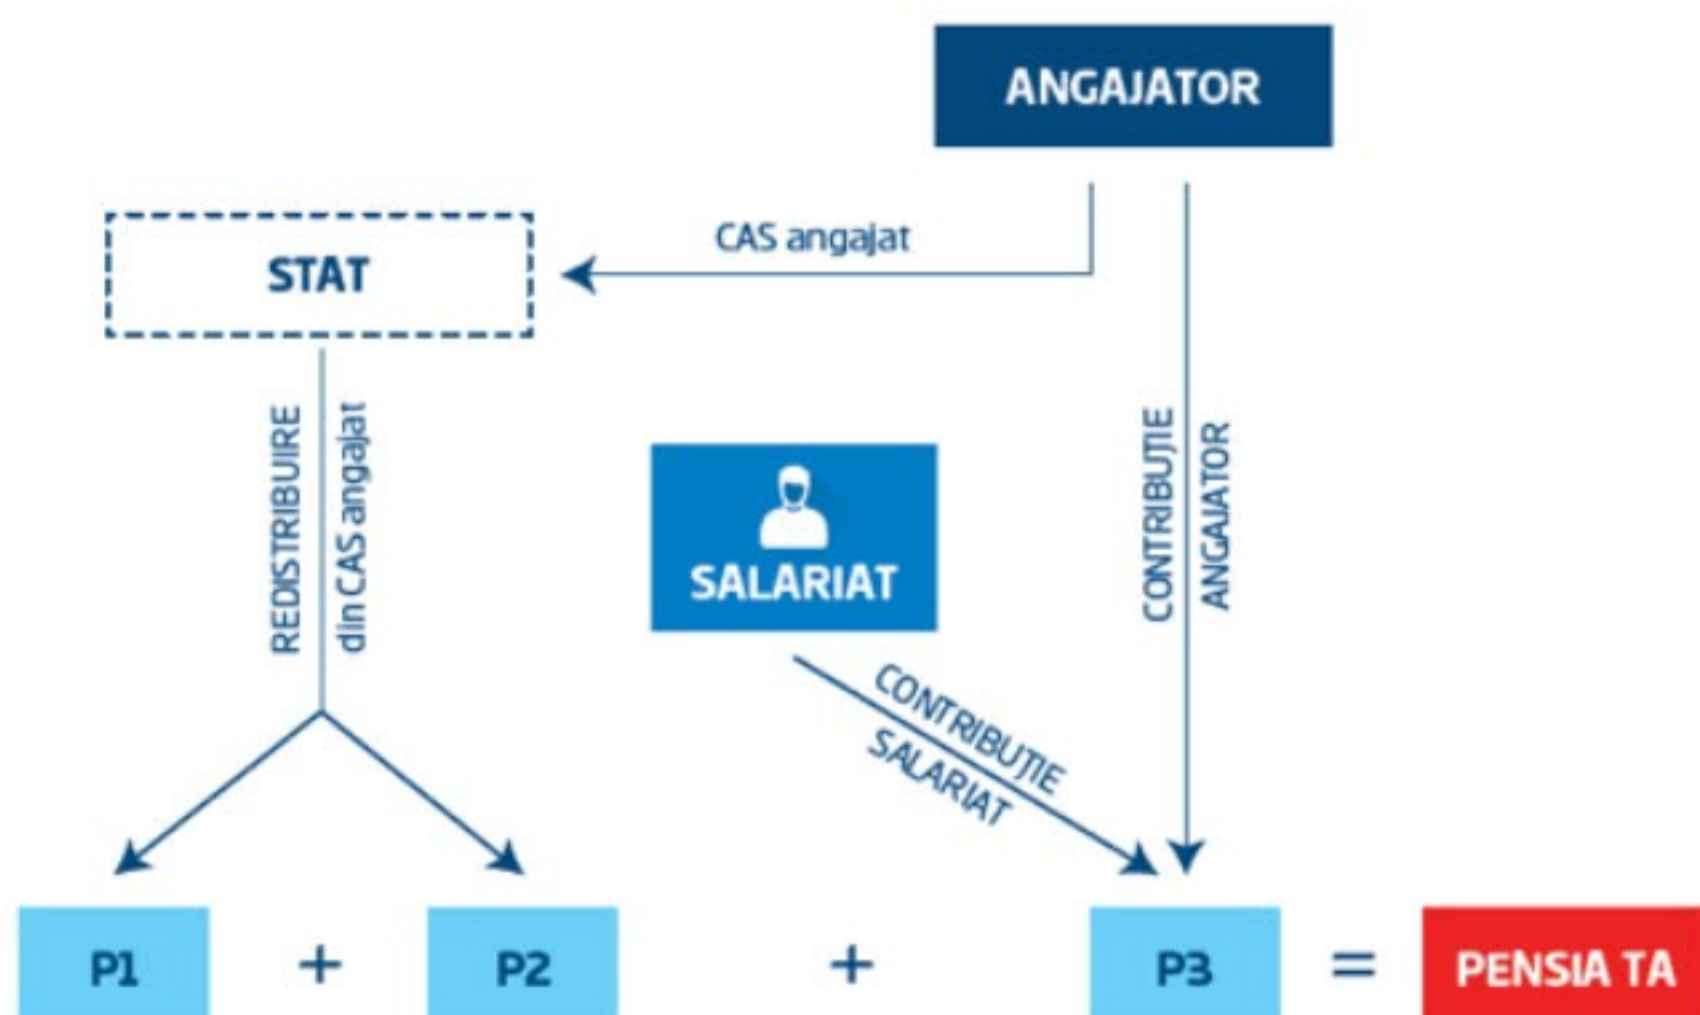 ANGAJATOR
CAS angajat
STAT
REDISTRIBUIRE
din CAS angajat
SALARIAT
CONTRIBUȚIE
SALARIAT
CONTRIBUȚIE
ANGAJATOR
P1 + P2 + P3 = PENSIA TA